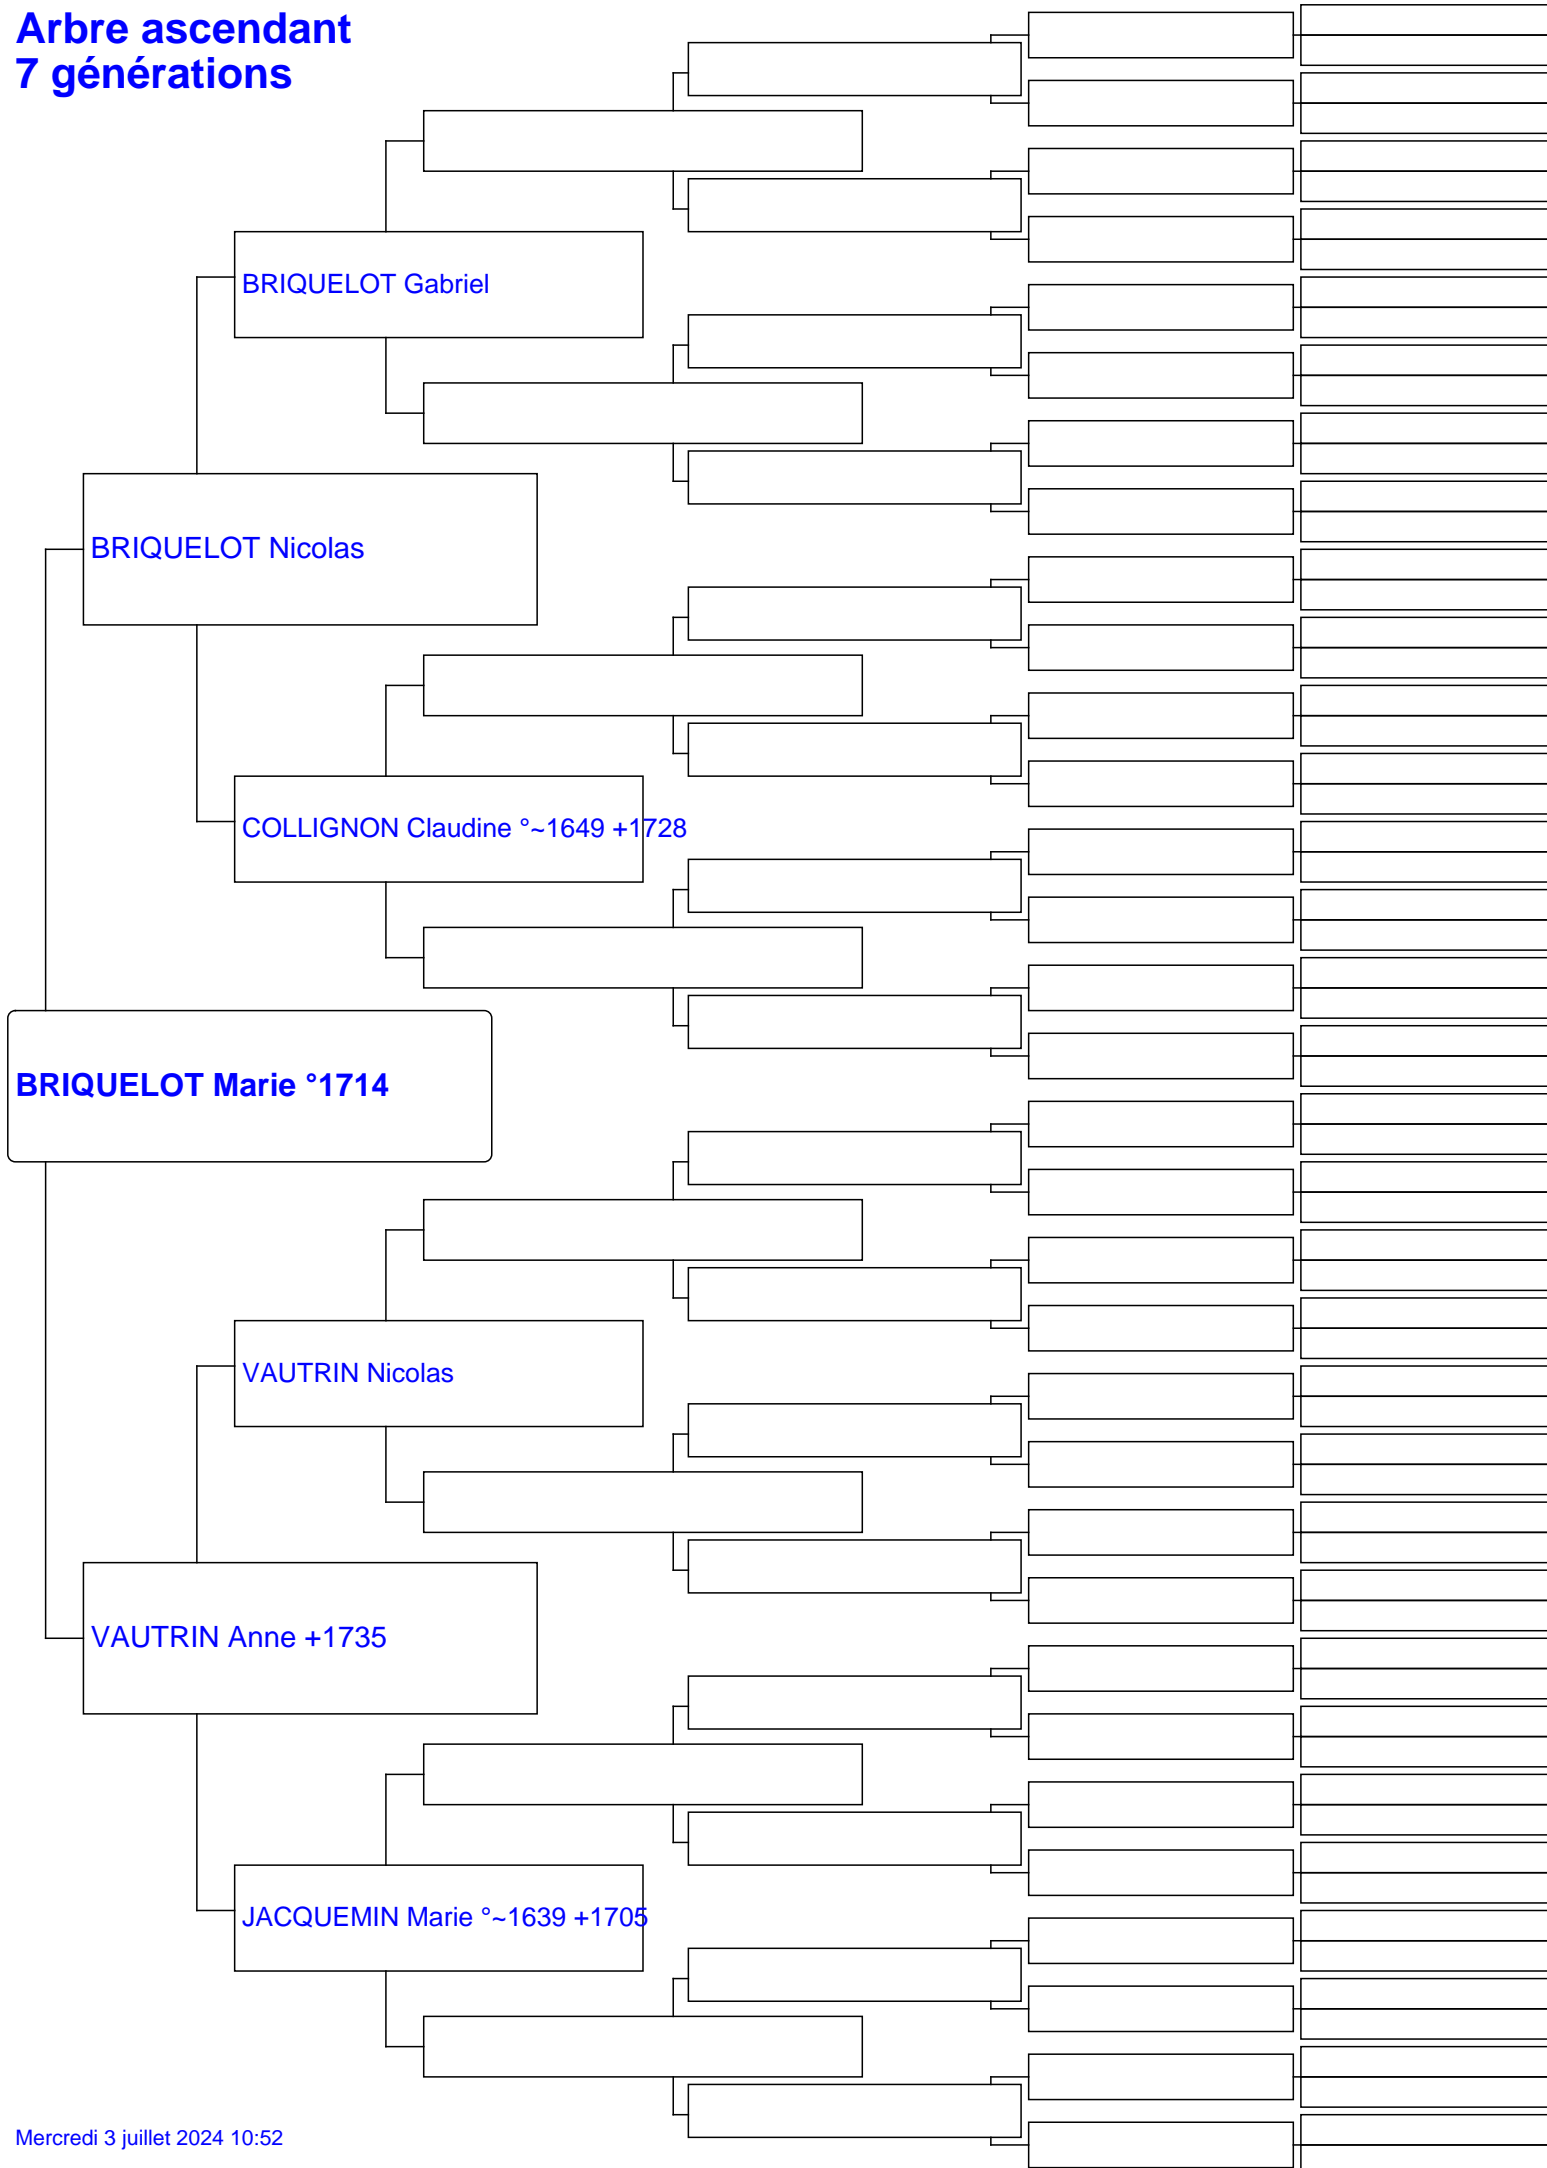 Arbre ascendant
7 générations
BRIQUELOT Gabriel
BRIQUELOT Nicolas
COLLIGNON Claudine °~1649 +1728
BRIQUELOT Marie °1714
VAUTRIN Nicolas
VAUTRIN Anne +1735
JACQUEMIN Marie °~1639 +1705
Mercredi 3 juillet 2024 10:52